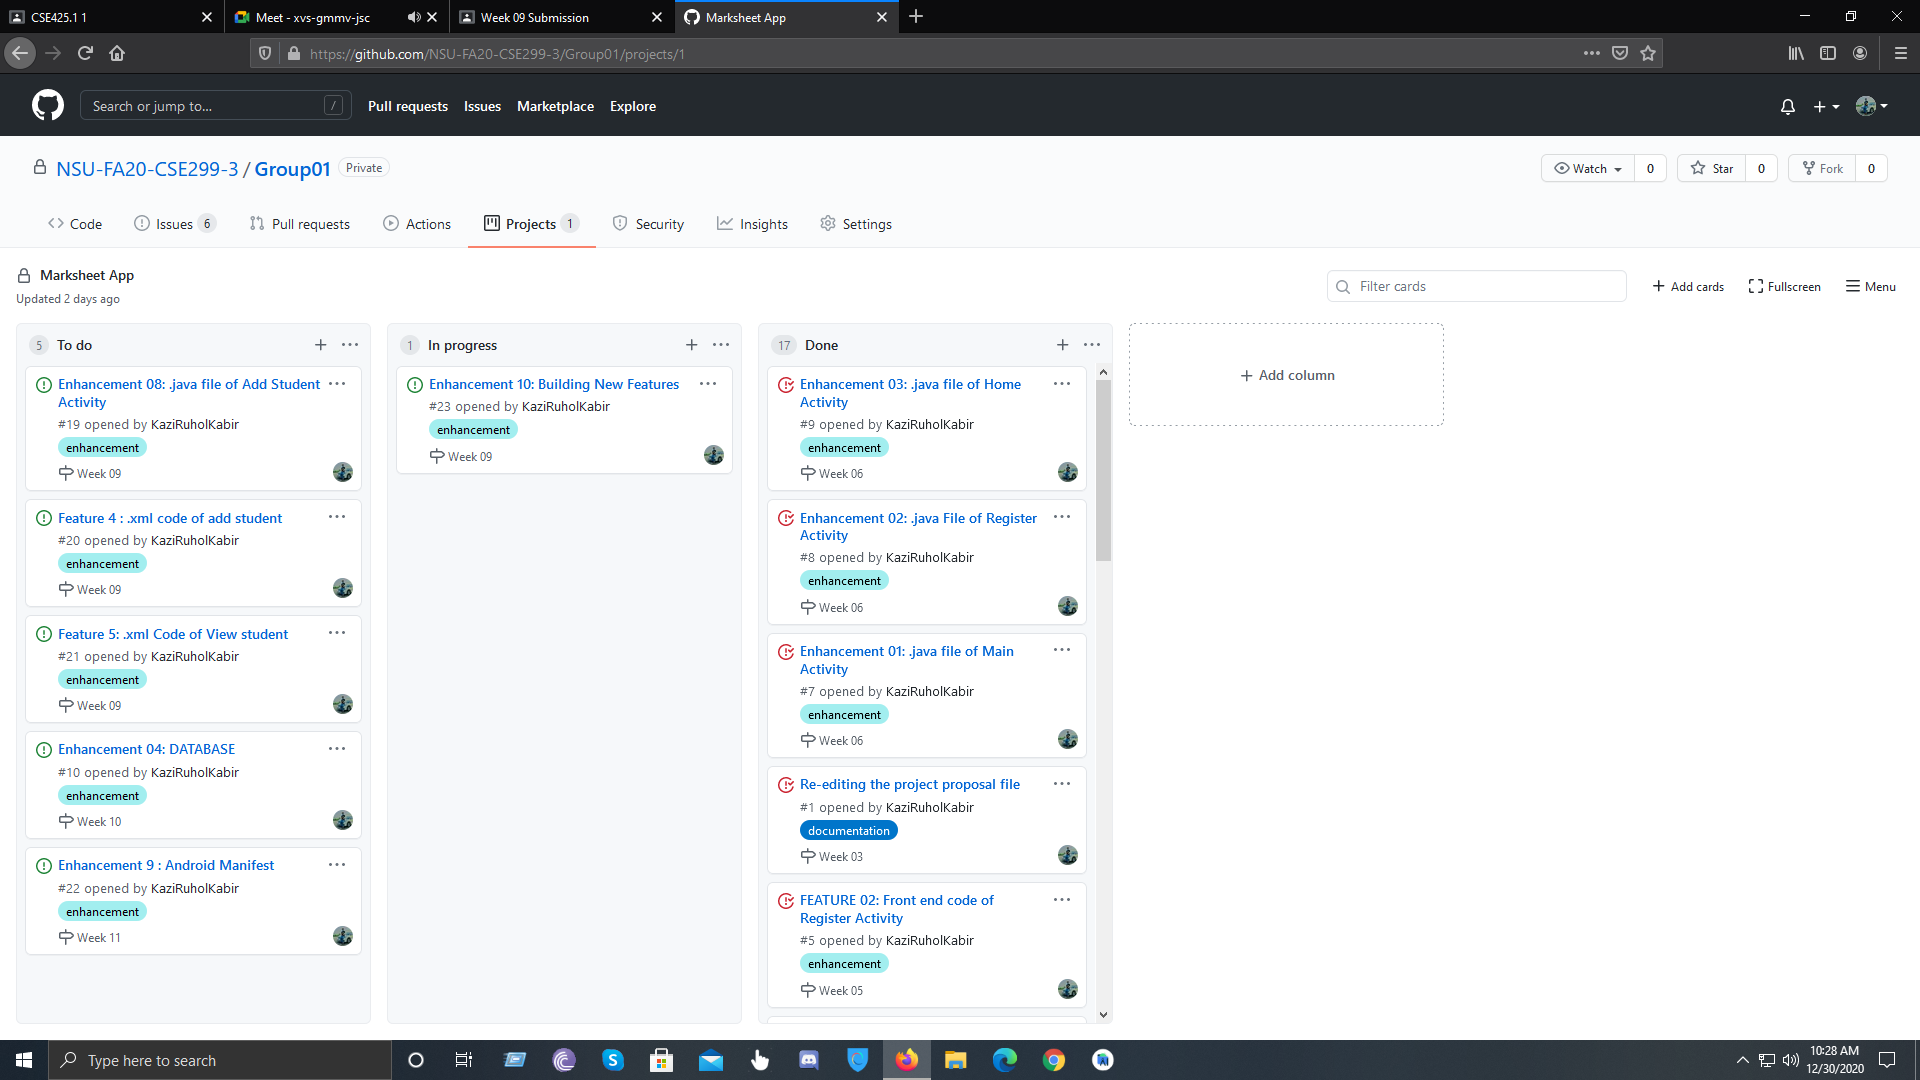 CSE425.1 1
Meet - xvs-gmmv-jsc
Week 09 Submission
Marksheet App
https://github.com/NSU-FA20-CSE299-3/Group01/projects/1
Search or jump to...
/
Pull requests
Issues
Marketplace
Explore
NSU-FA20-CSE299-3 / Group01
Private
Watch 0
Star 0
Fork 0
Code
Issues 6
Pull requests
Actions
Projects 1
Security
Insights
Settings
Marksheet App
Updated 2 days ago
Filter cards
Add cards
Fullscreen
Menu
5 To do
Enhancement 08: .java file of Add Student
Activity
#19 opened by KaziRuholKabir
enhancement
Week 09
Feature 4 : .xml code of add student
#20 opened by KaziRuholKabir
enhancement
Week 09
Feature 5: .xml Code of View student
#21 opened by KaziRuholKabir
enhancement
Week 09
Enhancement 04: DATABASE
#10 opened by KaziRuholKabir
enhancement
Week 10
Enhancement 9 : Android Manifest
#22 opened by KaziRuholKabir
enhancement
Week 11
1 In progress
Enhancement 10: Building New Features
#23 opened by KaziRuholKabir
enhancement
Week 09
17 Done
Enhancement 03: .java file of Home
Activity
#9 opened by KaziRuholKabir
enhancement
Week 06
Enhancement 02: .java File of Register
Activity
#8 opened by KaziRuholKabir
enhancement
Week 06
Enhancement 01: .java file of Main
Activity
#7 opened by KaziRuholKabir
enhancement
Week 06
Re-editing the project proposal file
#1 opened by KaziRuholKabir
documentation
Week 03
FEATURE 02: Front end code of
Register Activity
#5 opened by KaziRuholKabir
enhancement
Week 05
Add column
Type here to search
10:28 AM
12/30/2020